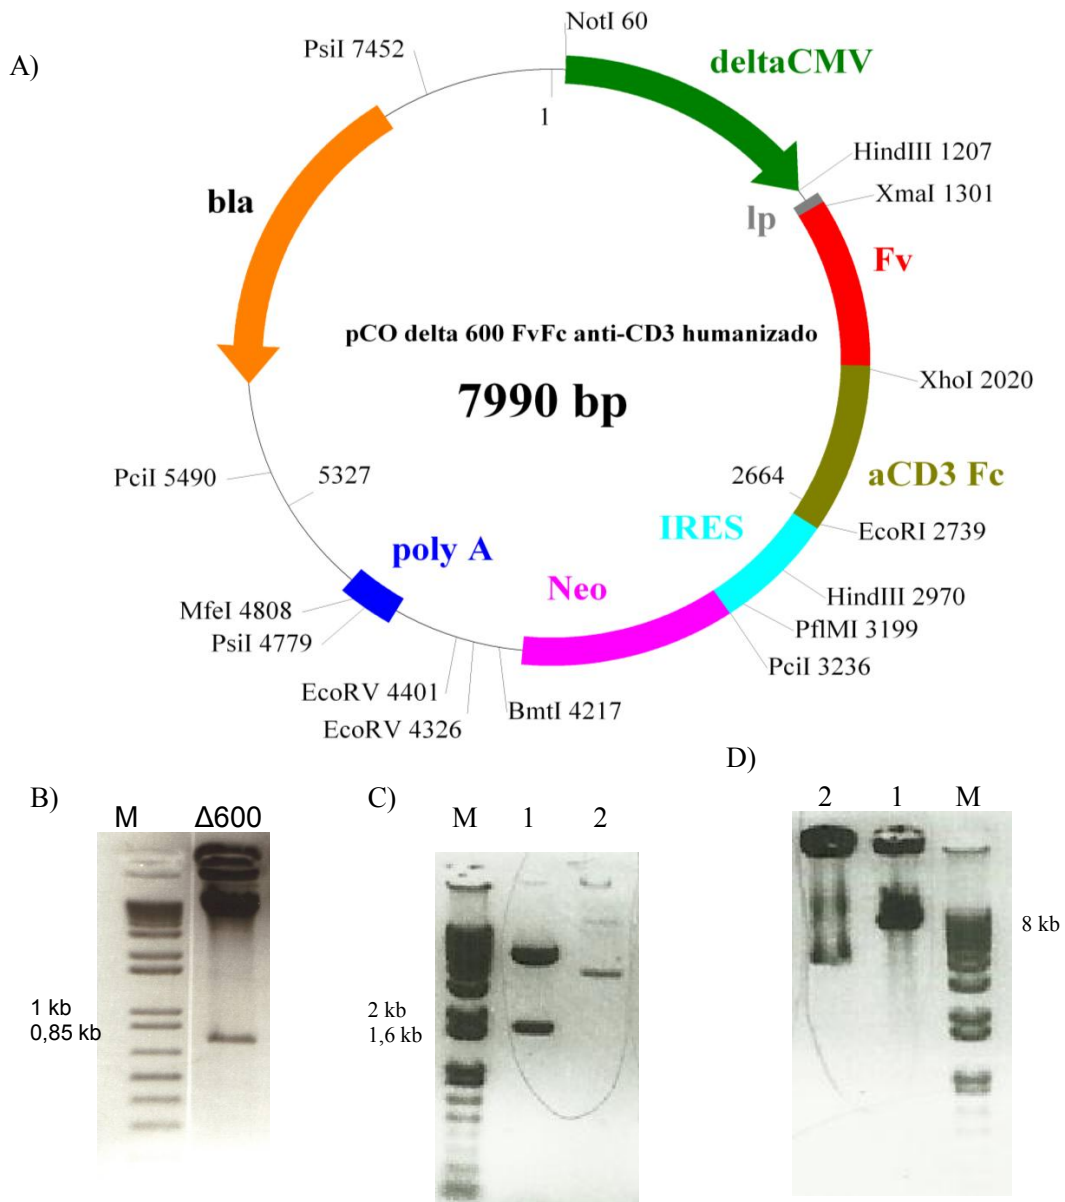 A)
PsiI 7452
NotI 60
deltaCMV
1
HindIII 1207
XmaI 1301
bla
lp
Fv
pCO delta 600 FvFc anti-CD3 humanizado
7990 bp
XhoI 2020
PciI 5490
5327
2664
aCD3 Fc
EcoRI 2739
IRES
poly A
Neo
HindIII 2970
MfeI 4808
PflMI 3199
PsiI 4779
PciI 3236
EcoRV 4401
BmtI 4217
EcoRV 4326
B)
M Δ600
1 kb
0,85 kb
C)
M 1 2
2 kb
1,6 kb
D)
2 1 M
8 kb